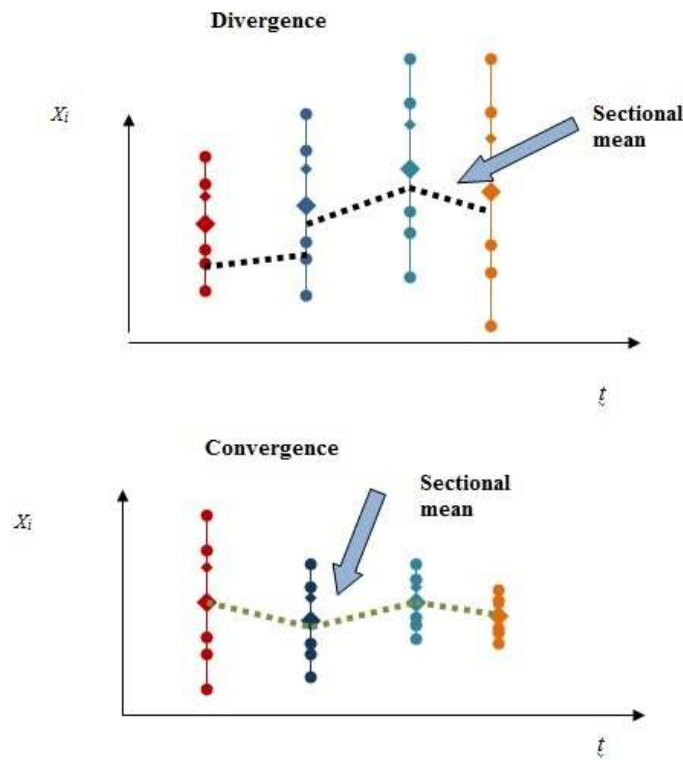 Divergence
Sectional
mean
Xi
t
Convergence
Sectional
mean
Xi
t